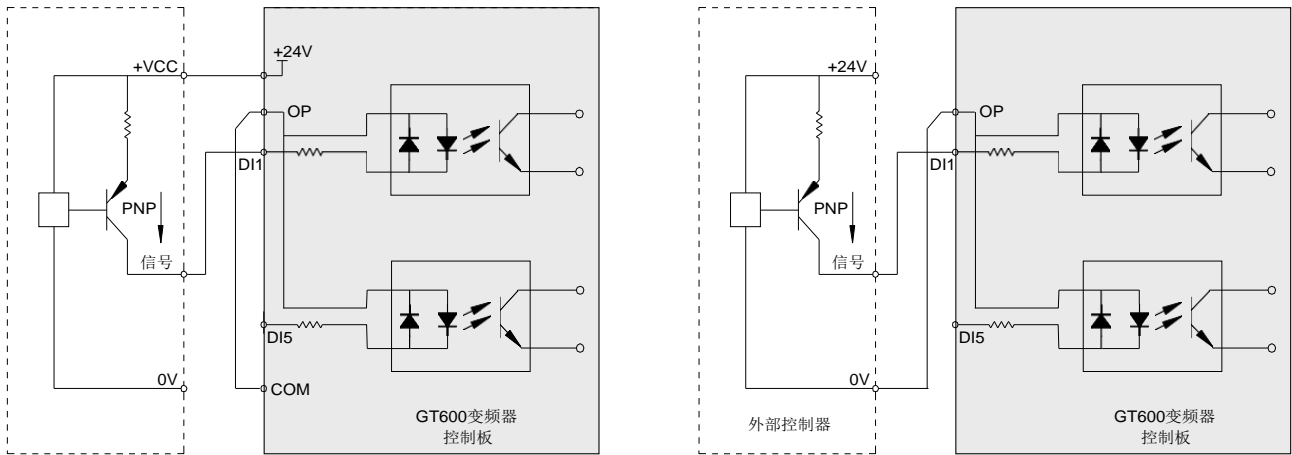 +24V
+VCC
OP
DI1
PNP
信号
DI5
0V
COM
GT600变频器
控制板
+24V
OP
DI1
PNP
信号
DI5
0V
外部控制器
GT600变频器
控制板